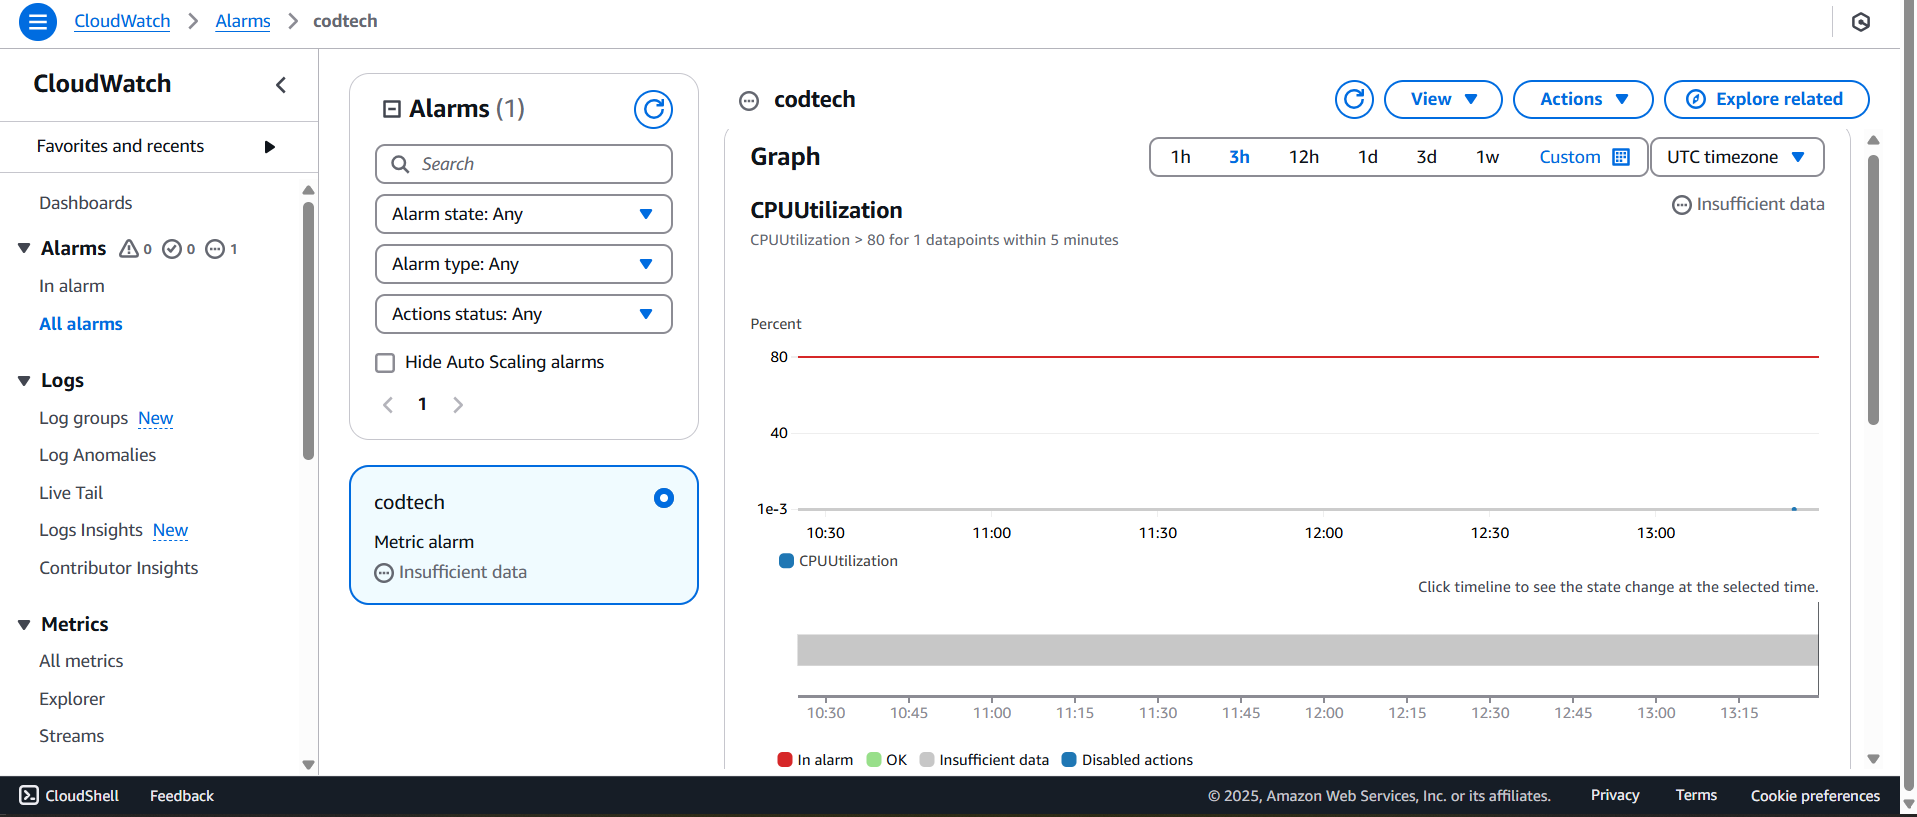 CloudWatch > Alarms > codtech
CloudWatch
Favorites and recents
Dashboards
Alarms 0 0 1
In alarm
All alarms
Logs
Log groups New
Log Anomalies
Live Tail
Logs Insights New
Contributor Insights
Metrics
All metrics
Explorer
Streams
Alarms (1)
Search
Alarm state: Any
Alarm type: Any
Actions status: Any
Hide Auto Scaling alarms
1
codtech
Metric alarm
Insufficient data
codtech
View
Actions
Explore related
Graph
1h 3h 12h 1d 3d 1w Custom
UTC timezone
CPUUtilization
Insufficient data
CPUUtilization > 80 for 1 datapoints within 5 minutes
Percent
80
40
1e-3
10:30 11:00 11:30 12:00 12:30 13:00
CPUUtilization
Click timeline to see the state change at the selected time.
10:30 10:45 11:00 11:15 11:30 11:45 12:00 12:15 12:30 12:45 13:00 13:15
In alarm OK Insufficient data Disabled actions
CloudShell Feedback
© 2025, Amazon Web Services, Inc. or its affiliates. Privacy Terms Cookie preferences